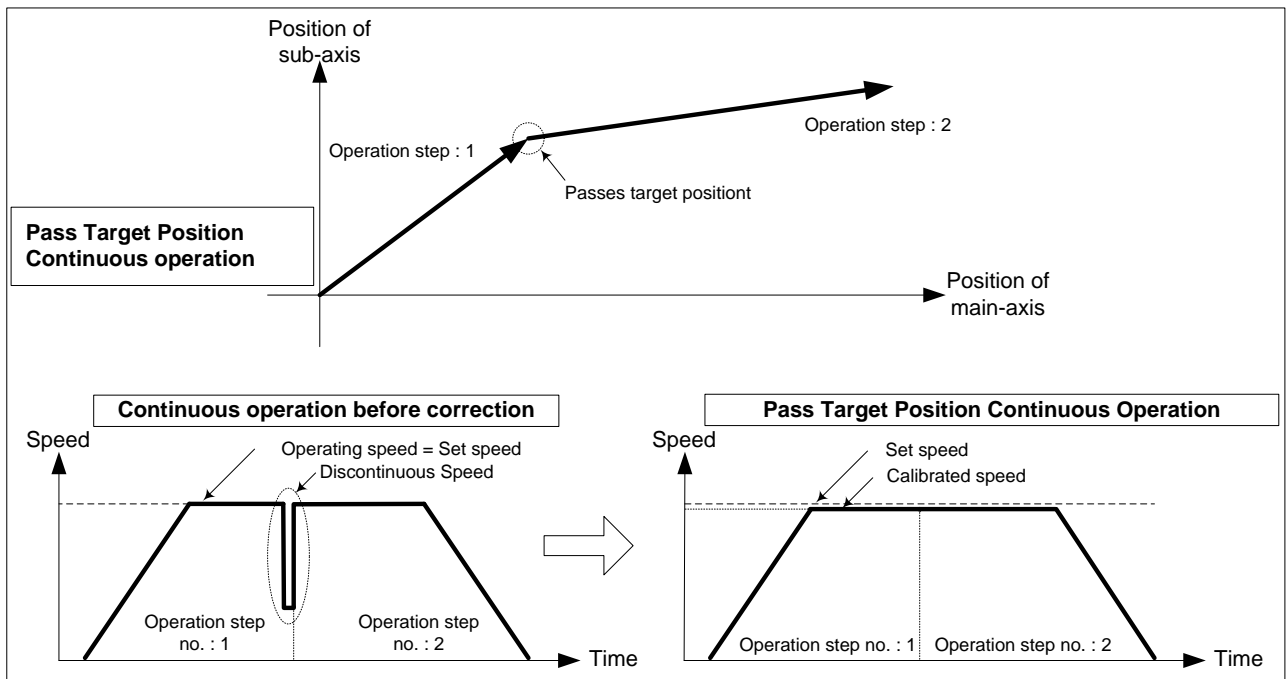 Position of
sub-axis
Operation step : 1
Operation step : 2
Passes target positiont
Pass Target Position
Continuous operation
Position of
main-axis
Continuous operation before correction
Speed
Operating speed = Set speed
Discontinuous Speed
Operation step
no. : 1
Operation step
no. : 2
Time
Pass Target Position Continuous Operation
Speed
Set speed
Calibrated speed
Operation step no. : 1
Operation step no. : 2
Time